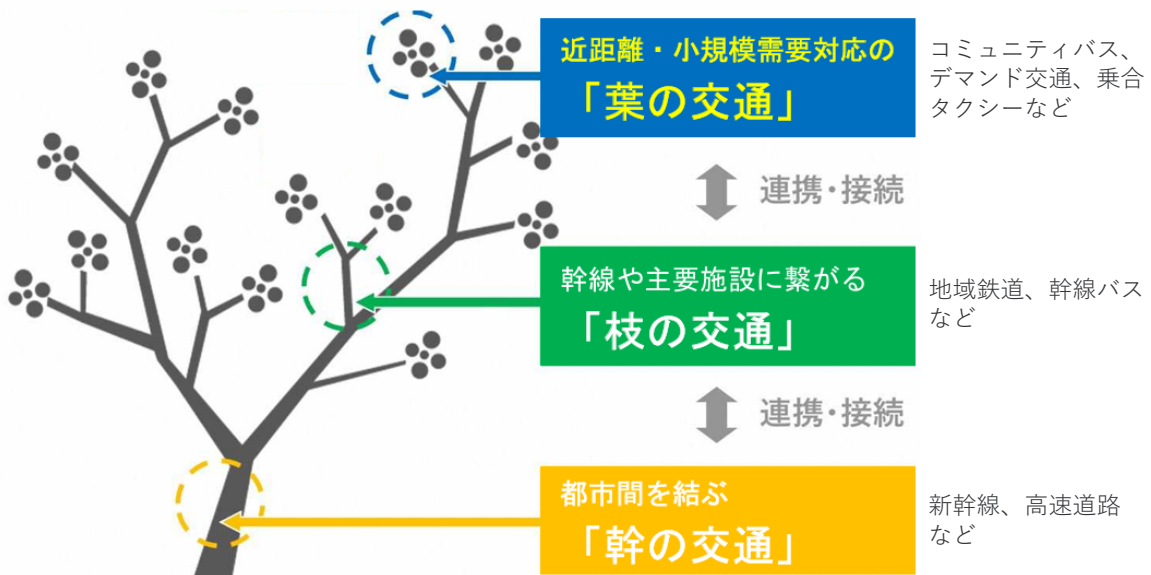 近距離・小規模需要対応の
「葉の交通」
コミュニティバス、
デマンド交通、乗合
タクシーなど
連携・接続
幹線や主要施設に繋がる
「枝の交通」
地域鉄道、幹線バス
など
連携・接続
都市間を結ぶ
「幹の交通」
新幹線、高速道路
など